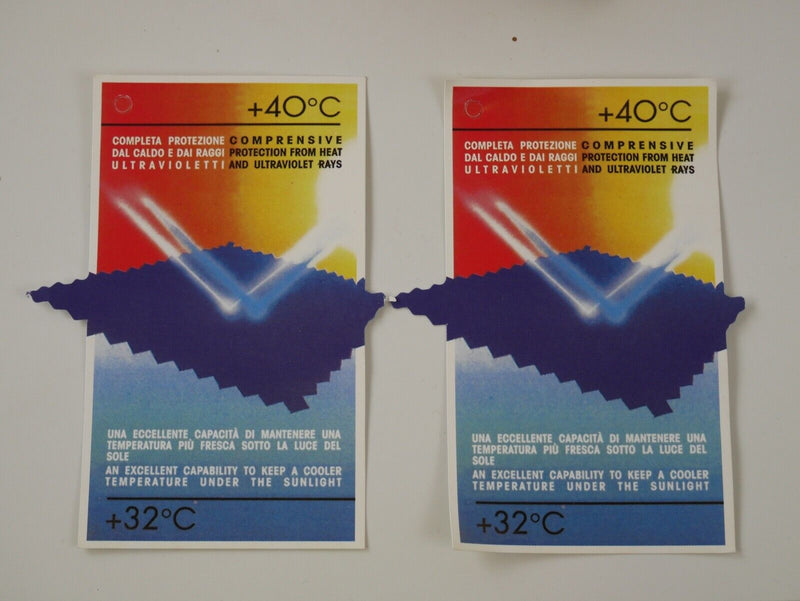 +40°C
COMPLETA PROTEZIONE
DAL CALDO E DAI RAGGI
ULTRAVIOLETTI
COMPRENSIVE
PROTECTION FROM HEAT
AND ULTRAVIOLET RAYS
UNA ECCELLENTE CAPACITÀ DI MANTENERE UNA
TEMPERATURA PIÙ FRESCA SOTTO LA LUCE DEL
SOLE
AN EXCELLENT CAPABILITY TO KEEP A COOLER
TEMPERATURE UNDER THE SUNLIGHT
+32°C
+40°C
COMPLETA PROTEZIONE
DAL CALDO E DAI RAGGI
ULTRAVIOLETTI
COMPRENSIVE
PROTECTION FROM HEAT
AND ULTRAVIOLET RAYS
UNA ECCELLENTE CAPACITÀ DI MANTENERE UNA
TEMPERATURA PIÙ FRESCA SOTTO LA LUCE DEL
SOLE
AN EXCELLENT CAPABILITY TO KEEP A COOLER
TEMPERATURE UNDER THE SUNLIGHT
+32°C